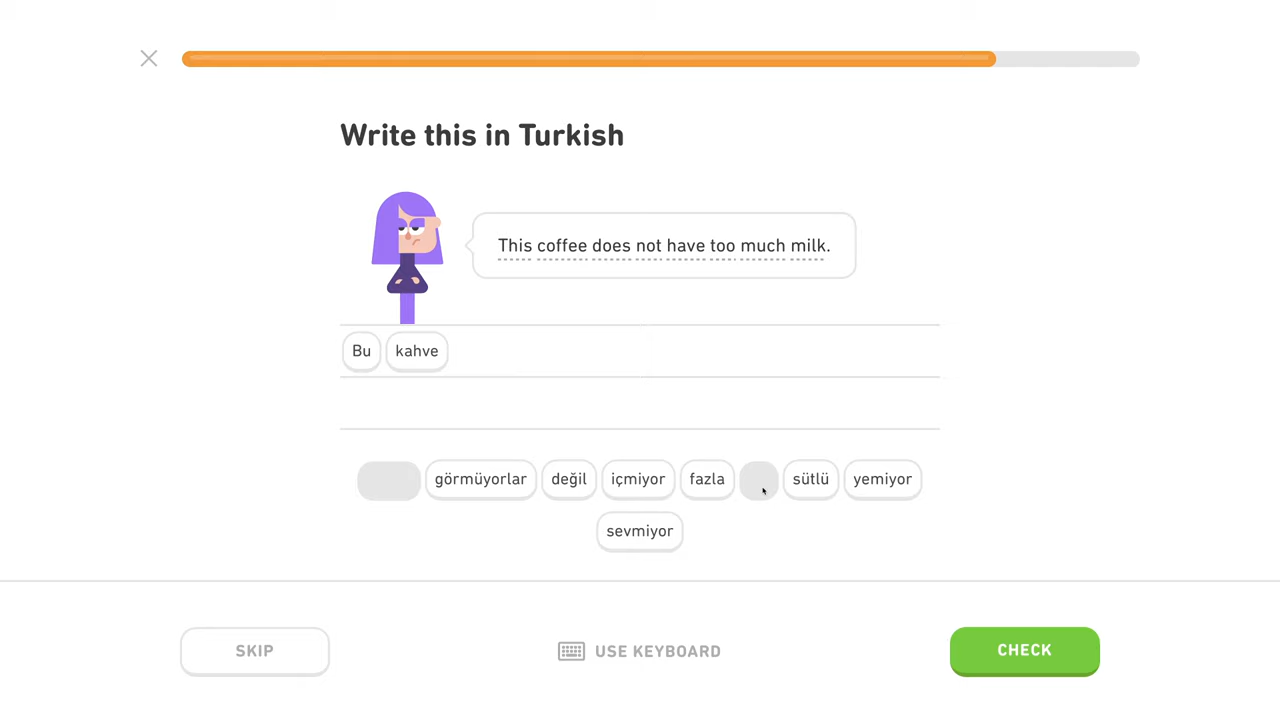 Write this in Turkish
This coffee does not have too much milk.
Bu kahve
görmüyorlar değil içmiyor fazla sütlü yemiyor
sevmiyor
SKIP USE KEYBOARD CHECK